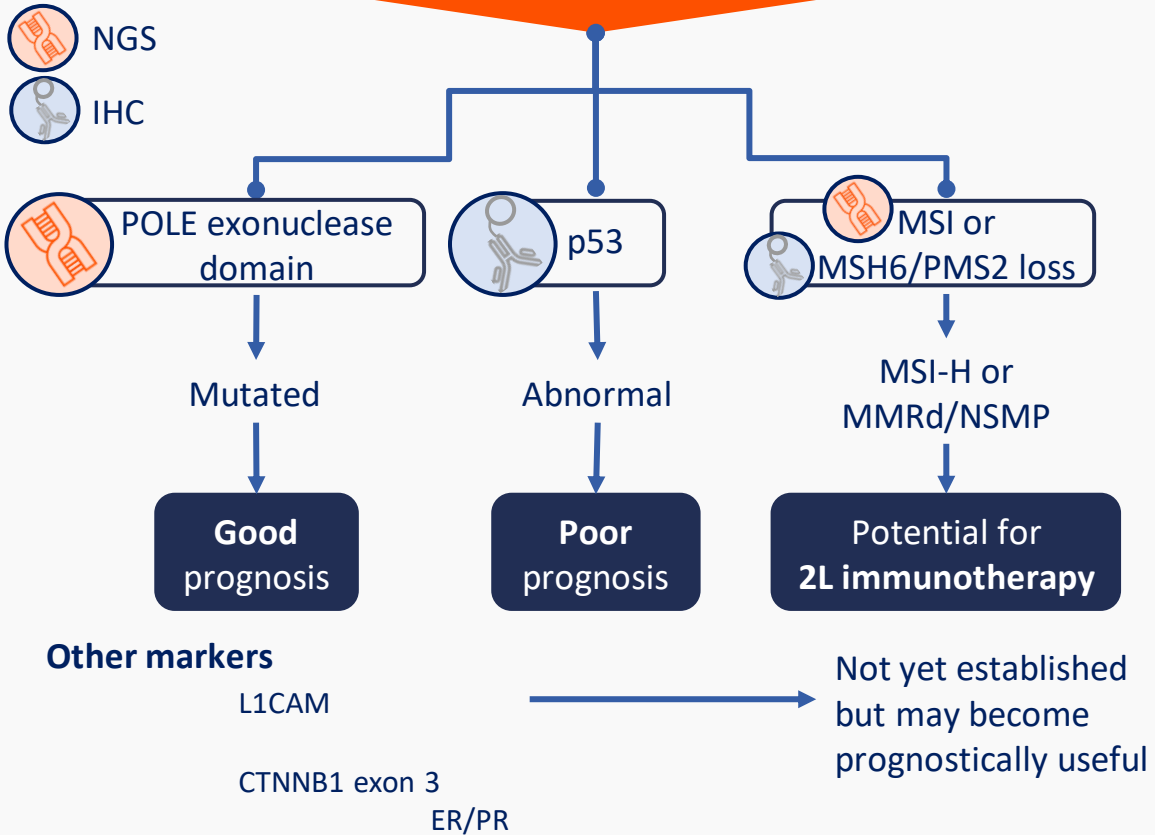 NGS
IHC
POLE exonuclease
domain
p53
MSI or
MSH6/PMS2 loss
Mutated
Abnormal
MSI-H or
MMRd/NSMP
Good
prognosis
Poor
prognosis
Potential for
2L immunotherapy
Other markers
L1CAM
CTNNB1 exon 3
ER/PR
Not yet established
but may become
prognostically useful